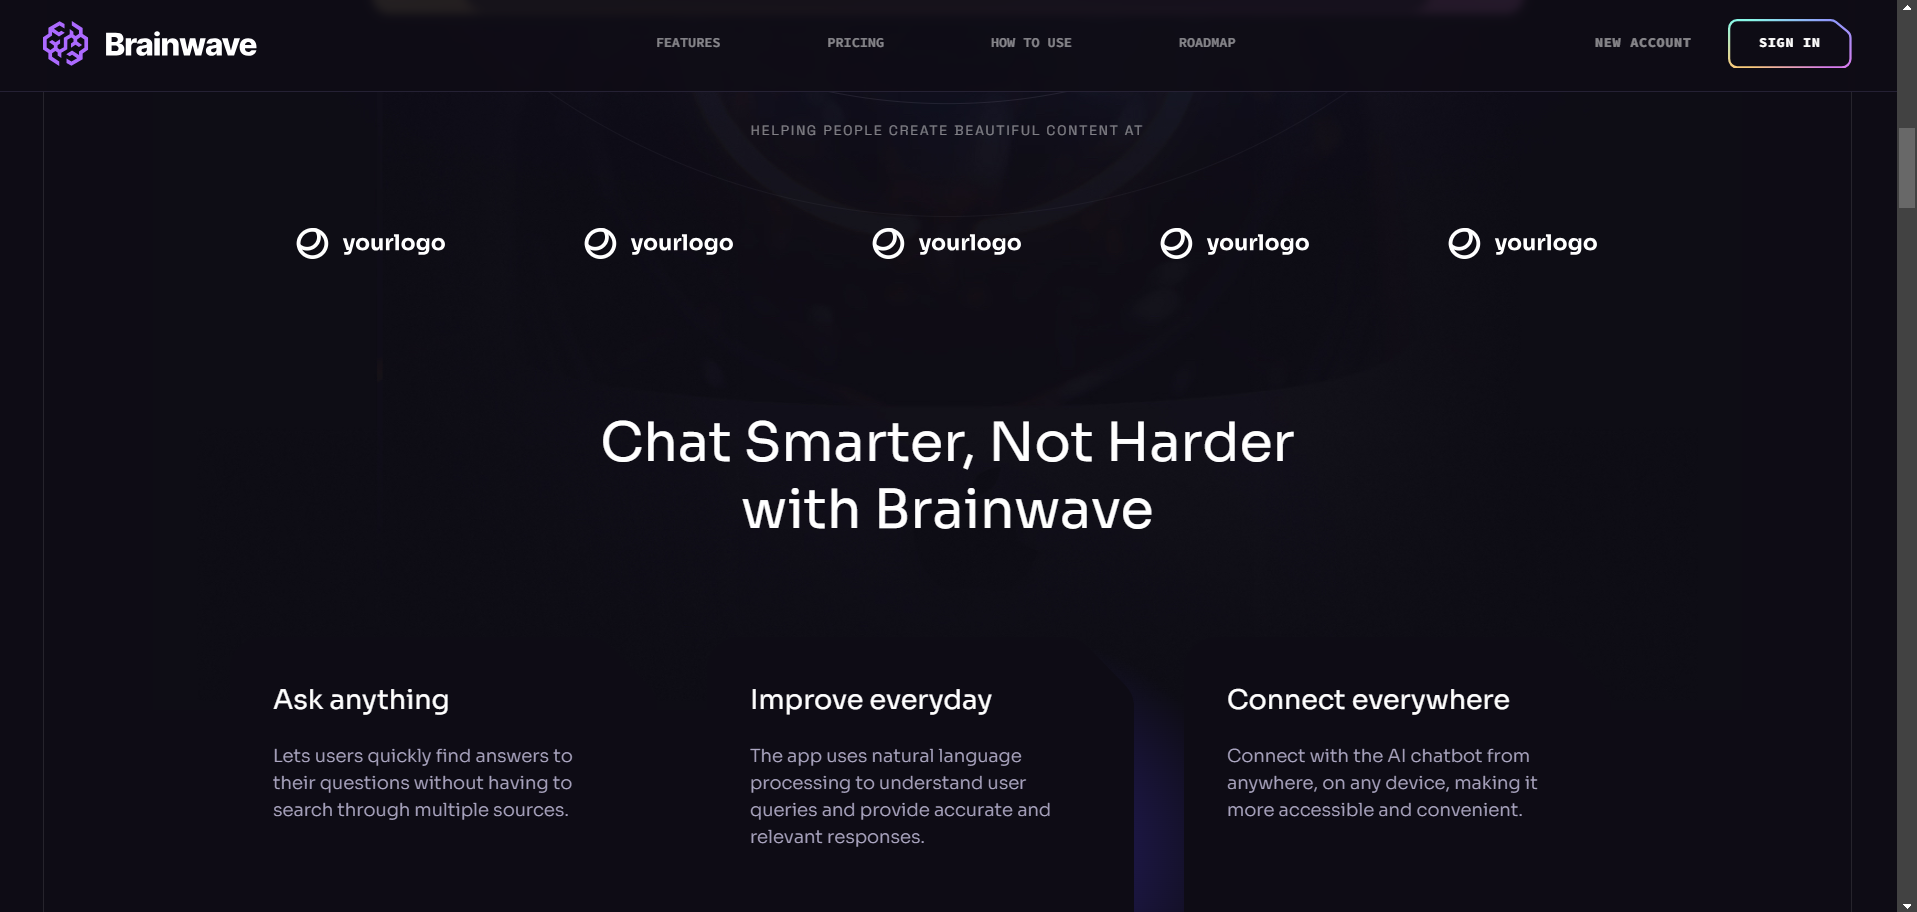 Brainwave
FEATURES
PRICING
HOW TO USE
ROADMAP
NEW ACCOUNT
SIGN IN
HELPING PEOPLE CREATE BEAUTIFUL CONTENT AT
yourlogo
yourlogo
yourlogo
yourlogo
yourlogo
Chat Smarter, Not Harder
with Brainwave
Ask anything
Lets users quickly find answers to
their questions without having to
search through multiple sources.
Improve everyday
The app uses natural language
processing to understand user
queries and provide accurate and
relevant responses.
Connect everywhere
Connect with the AI chatbot from
anywhere, on any device, making it
more accessible and convenient.